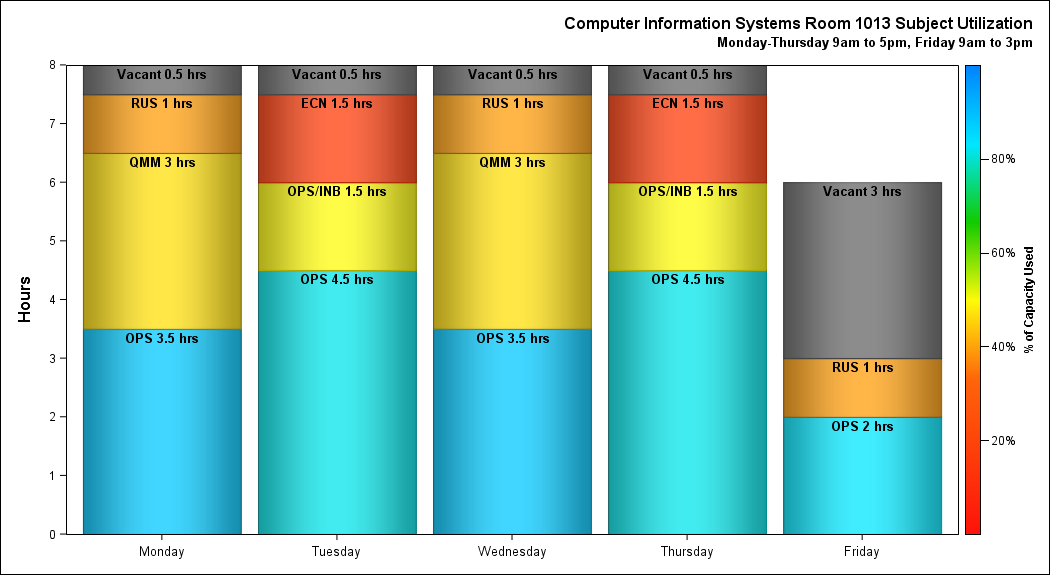 Computer Information Systems Room 1013 Subject Utilization
Monday-Thursday 9am to 5pm, Friday 9am to 3pm
Hours
8
7
6
5
4
3
2
1
0
Vacant 0.5 hrs
RUS 1 hrs
QMM 3 hrs
OPS 3.5 hrs
Vacant 0.5 hrs
ECN 1.5 hrs
OPS/INB 1.5 hrs
OPS 4.5 hrs
Vacant 0.5 hrs
RUS 1 hrs
QMM 3 hrs
OPS 3.5 hrs
Vacant 0.5 hrs
ECN 1.5 hrs
OPS/INB 1.5 hrs
OPS 4.5 hrs
Vacant 3 hrs
RUS 1 hrs
OPS 2 hrs
Monday
Tuesday
Wednesday
Thursday
Friday
80%
60%
40%
20%
% of Capacity Used